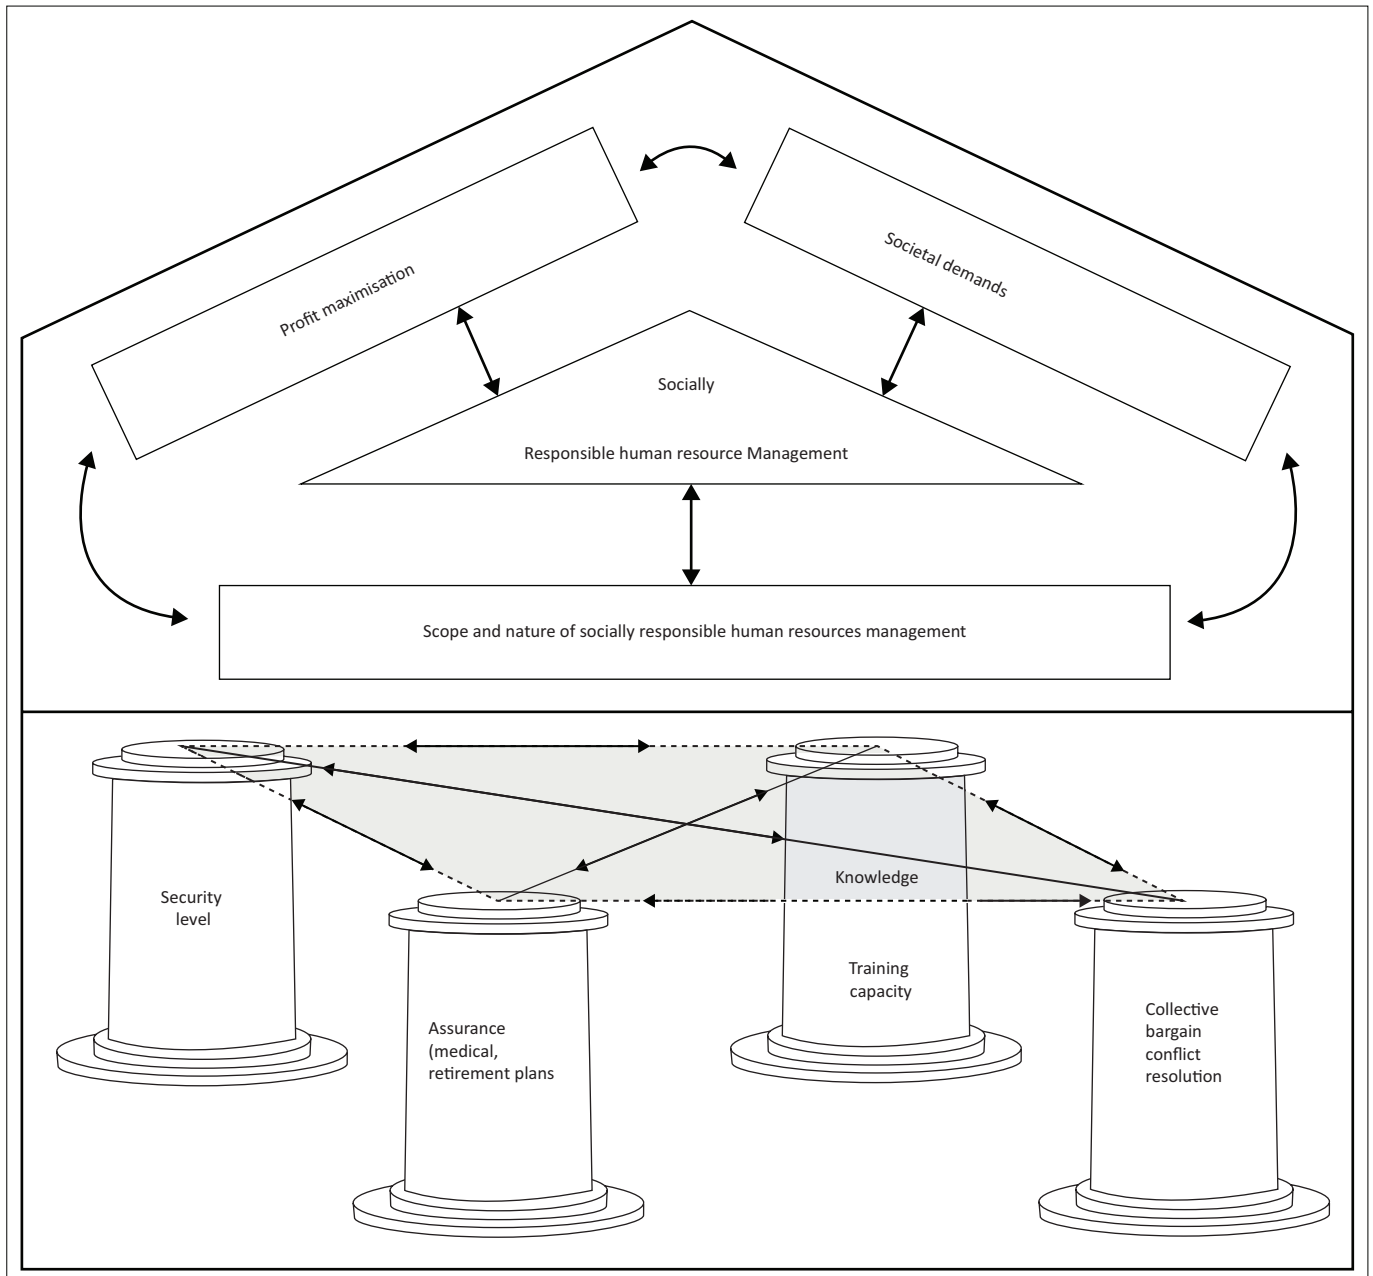 Profit maximisation
Societal demands
Socially
Responsible human resource Management
Scope and nature of socially responsible human resources management
Security
level
Knowledge
Training
capacity
Assurance
(medical,
retirement plans
Collective
bargain
conflict
resolution